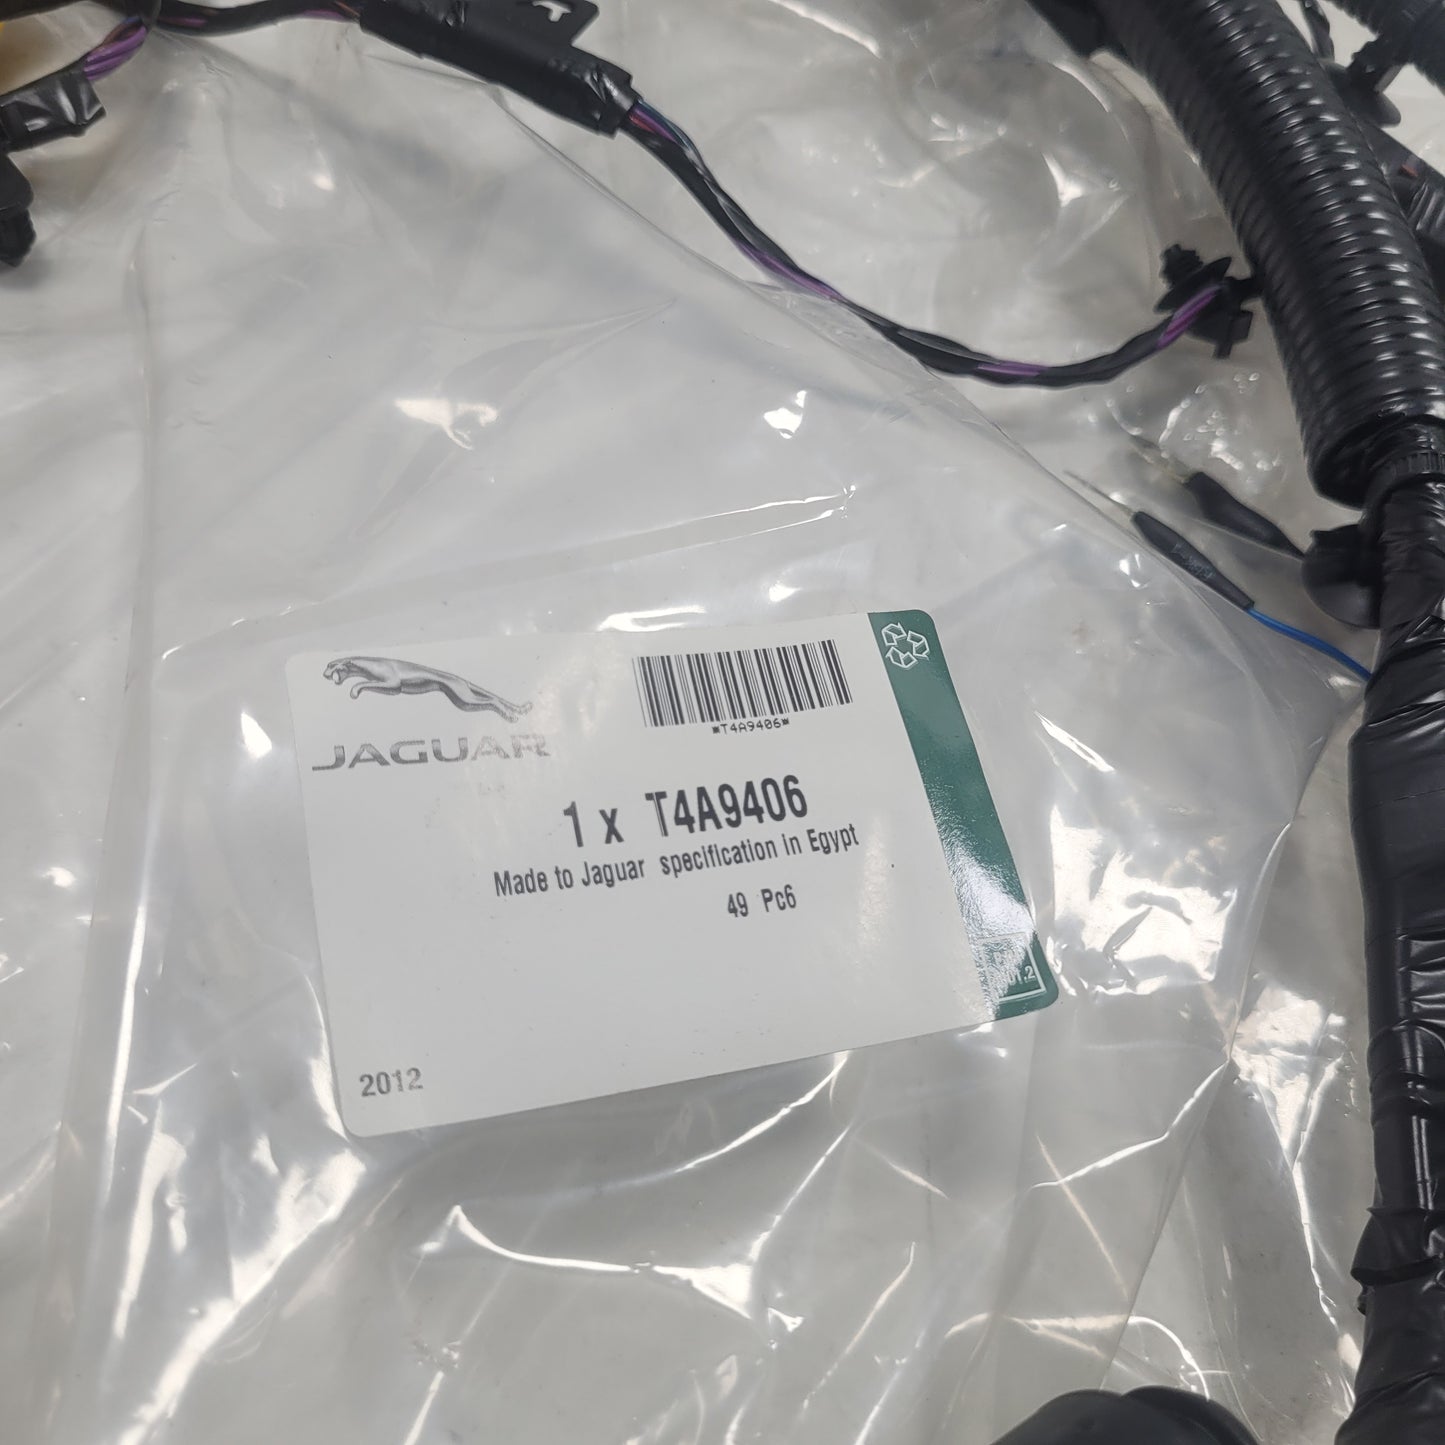 JAGUAR
*T4A9406*
1 x T4A9406
Made to Jaguar specification in Egypt
49 Pc6
2012